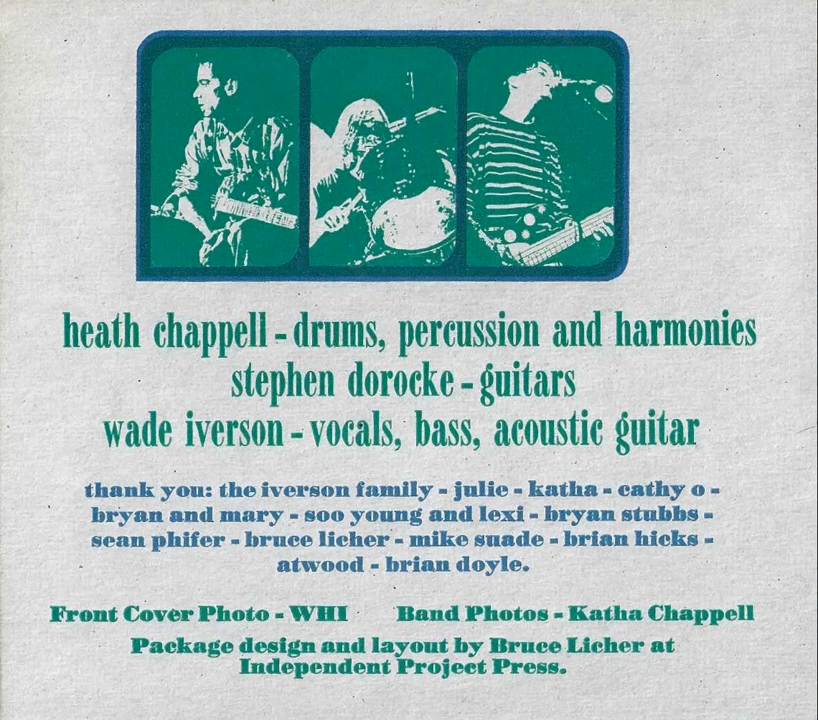 heath chappell - drums, percussion and harmonies
stephen dorocke - guitars
wade iverson - vocals, bass, acoustic guitar
thank you: the iverson family - julie - katha - cathy o -
bryan and mary - soo young and lexi - bryan stubbs -
sean phifer - bruce licher - mike suade - brian hicks -
atwood - brian doyle.
Front Cover Photo - WHI Band Photos - Katha Chappell
Package design and layout by Bruce Licher at
Independent Project Press.